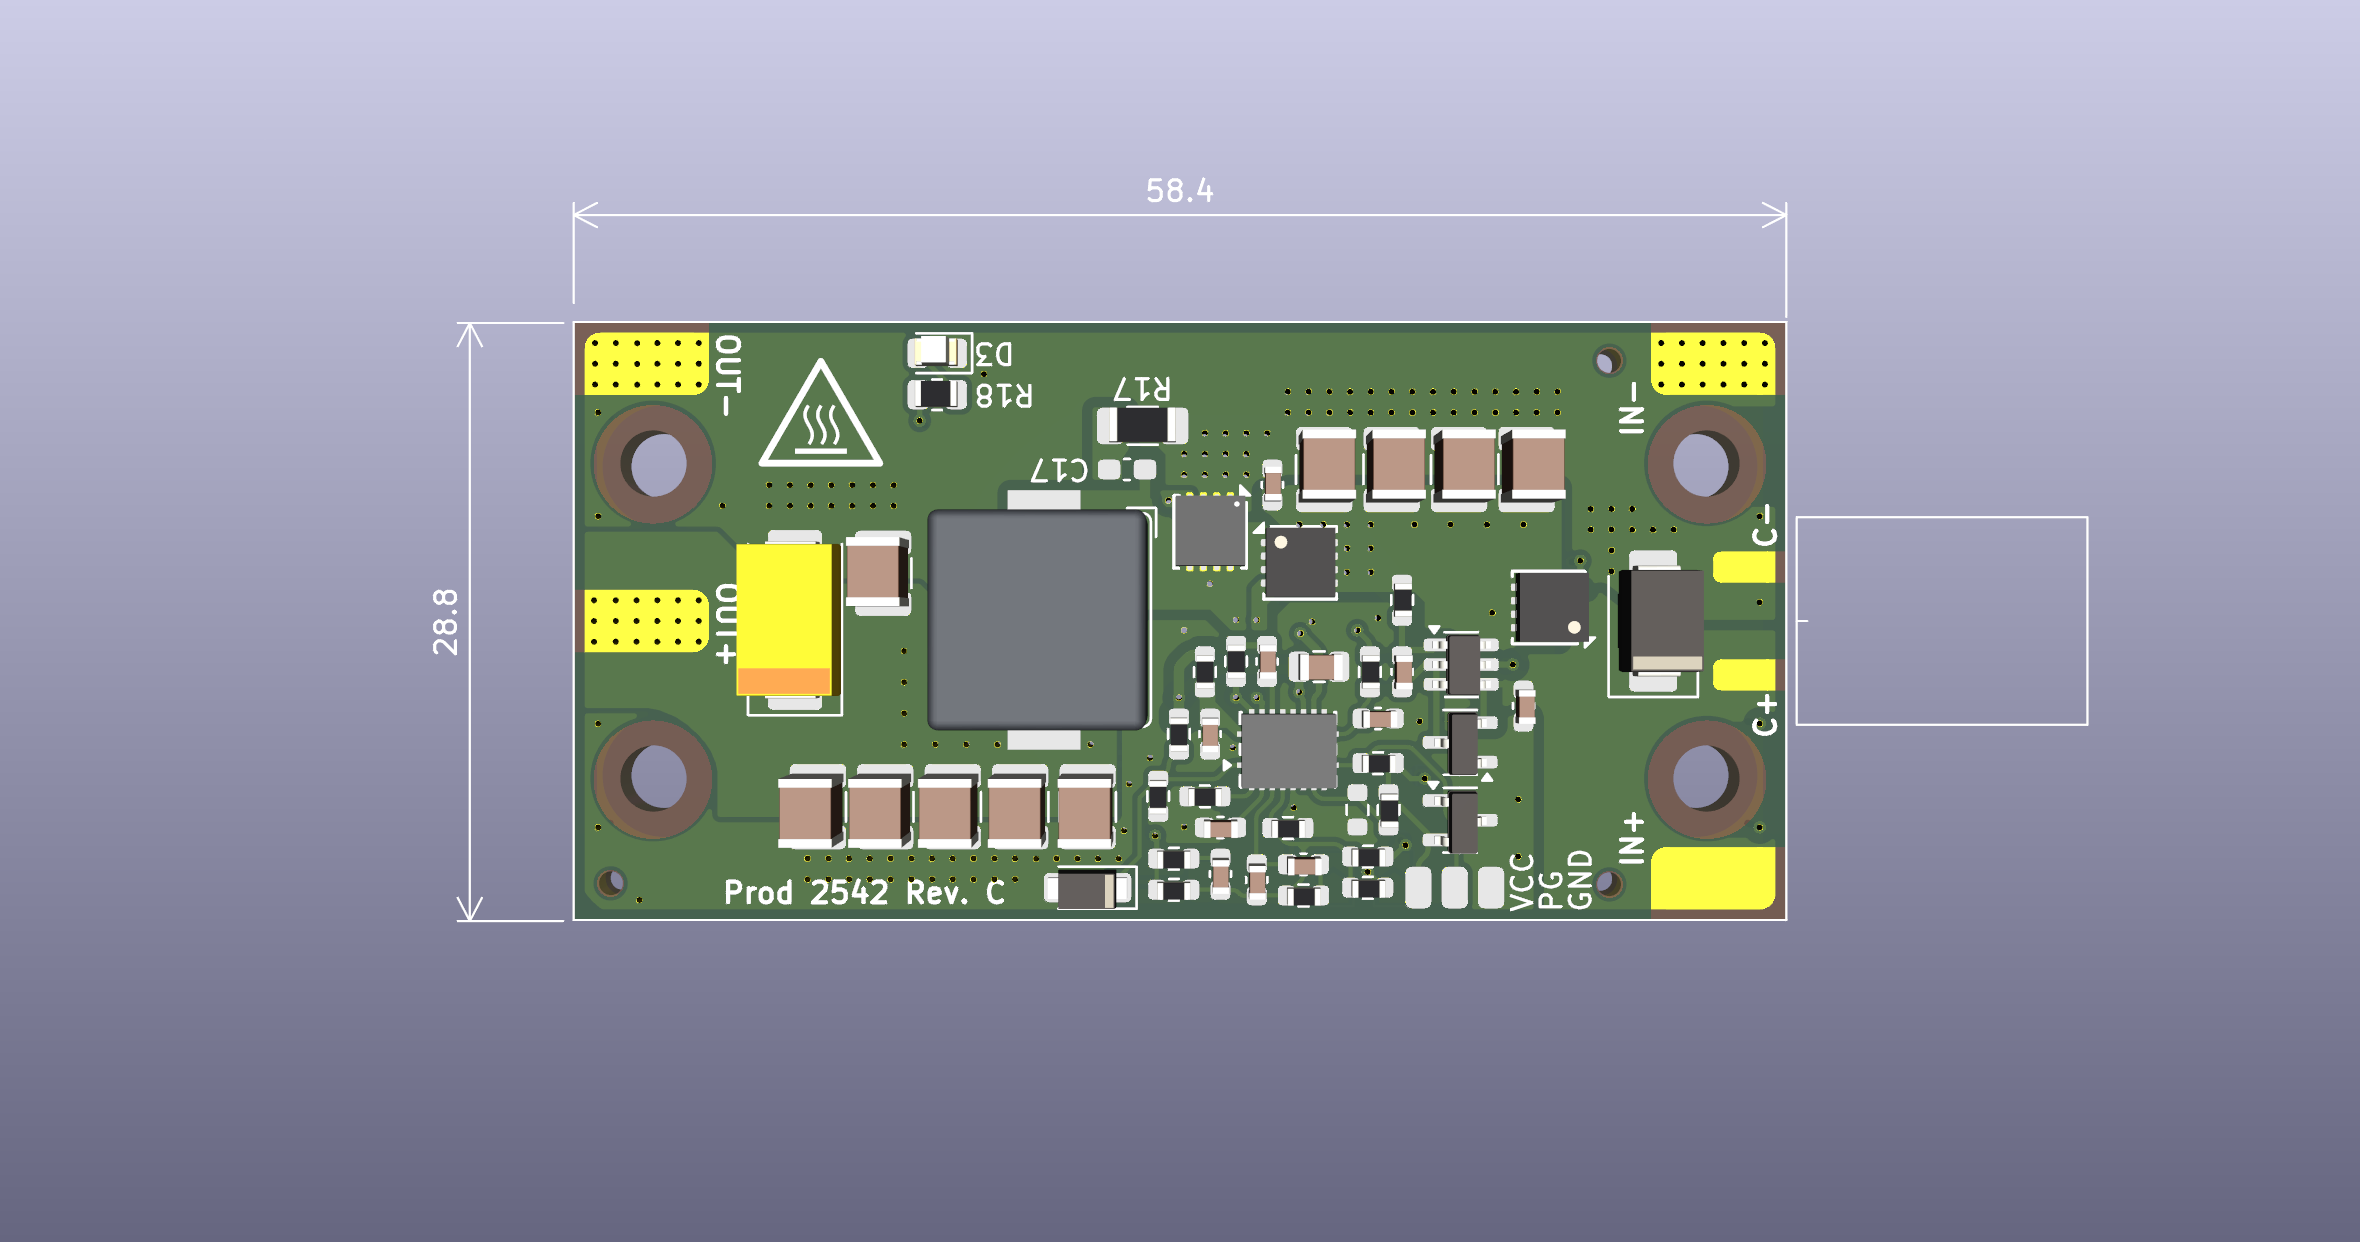 58.4
28.8
OUT-
D3
R18
R17
C17
IN-
C-
OUT+
C+
IN+
Prod 2542 Rev. C
VCC
PG
GND